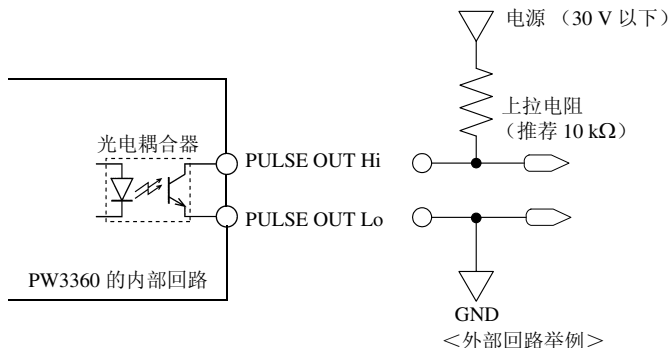 电源 （30 V 以下）
上拉电阻
（推荐 10 kΩ）
光电耦合器
PULSE OUT Hi
PULSE OUT Lo
PW3360 的内部回路
GND
＜外部回路举例＞